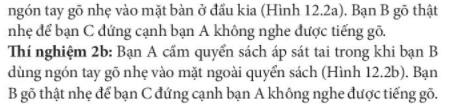 ngón tay gõ nhẹ vào mặt bàn ở đầu kia (Hình 12.2a). Bạn B gõ thật
nhẹ để bạn C đứng cạnh bạn A không nghe được tiếng gõ.
Thí nghiệm 2b: Bạn A cầm quyển sách áp sát tai trong khi bạn B
dùng ngón tay gõ nhẹ vào mặt ngoài quyển sách (Hình 12.2b). Bạn
B gõ thật nhẹ để bạn C đứng cạnh bạn A không nghe được tiếng gõ.